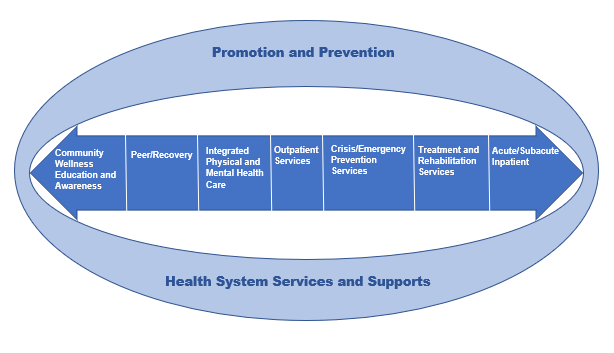 Promotion and Prevention
Community
Wellness
Education and
Awareness
Peer/Recovery
Integrated
Physical and
Mental Health
Care
Outpatient
Services
Crisis/Emergency
Prevention
Services
Treatment and
Rehabilitation
Services
Acute/Subacute
Inpatient
Health System Services and Supports